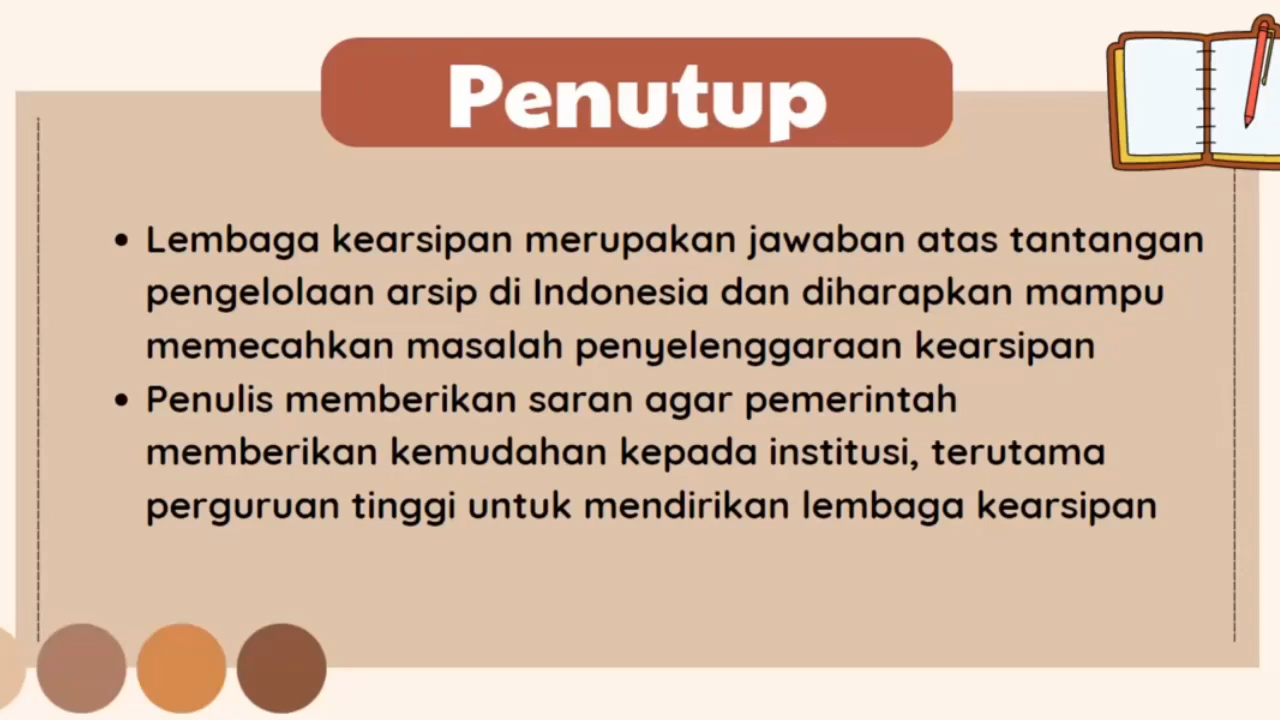 Penutup
• Lembaga kearsipan merupakan jawaban atas tantangan
pengelolaan arsip di Indonesia dan diharapkan mampu
memecahkan masalah penyelenggaraan kearsipan
• Penulis memberikan saran agar pemerintah
memberikan kemudahan kepada institusi, terutama
perguruan tinggi untuk mendirikan lembaga kearsipan